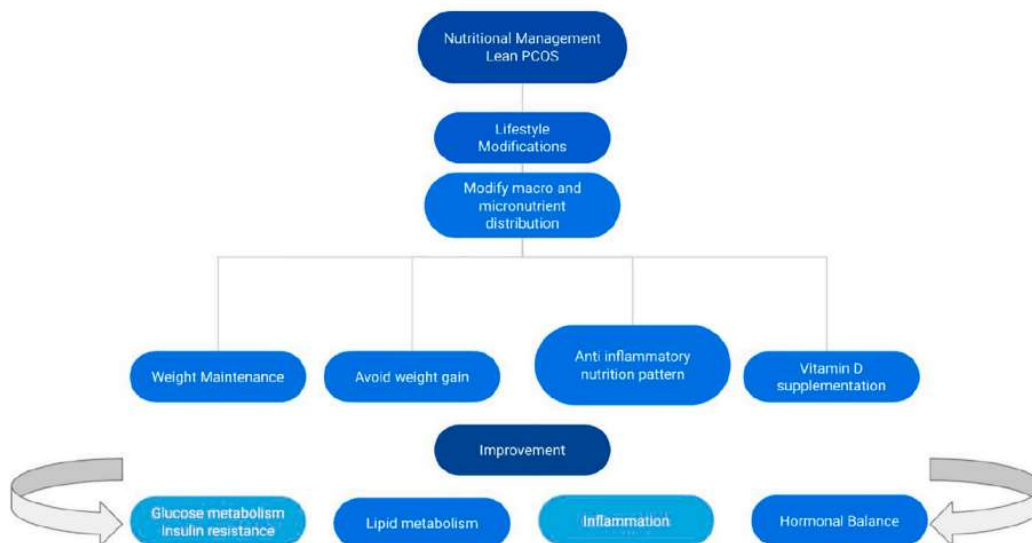 Nutritional Management
Lean PCOS
Lifestyle
Modifications
Modify macro and
micronutrient
distribution
Weight Maintenance
Avoid weight gain
Anti inflammatory
nutrition pattern
Vitamin D
supplementation
Improvement
Glucose metabolism
Insulin resistance
Lipid metabolism
Inflammation
Hormonal Balance